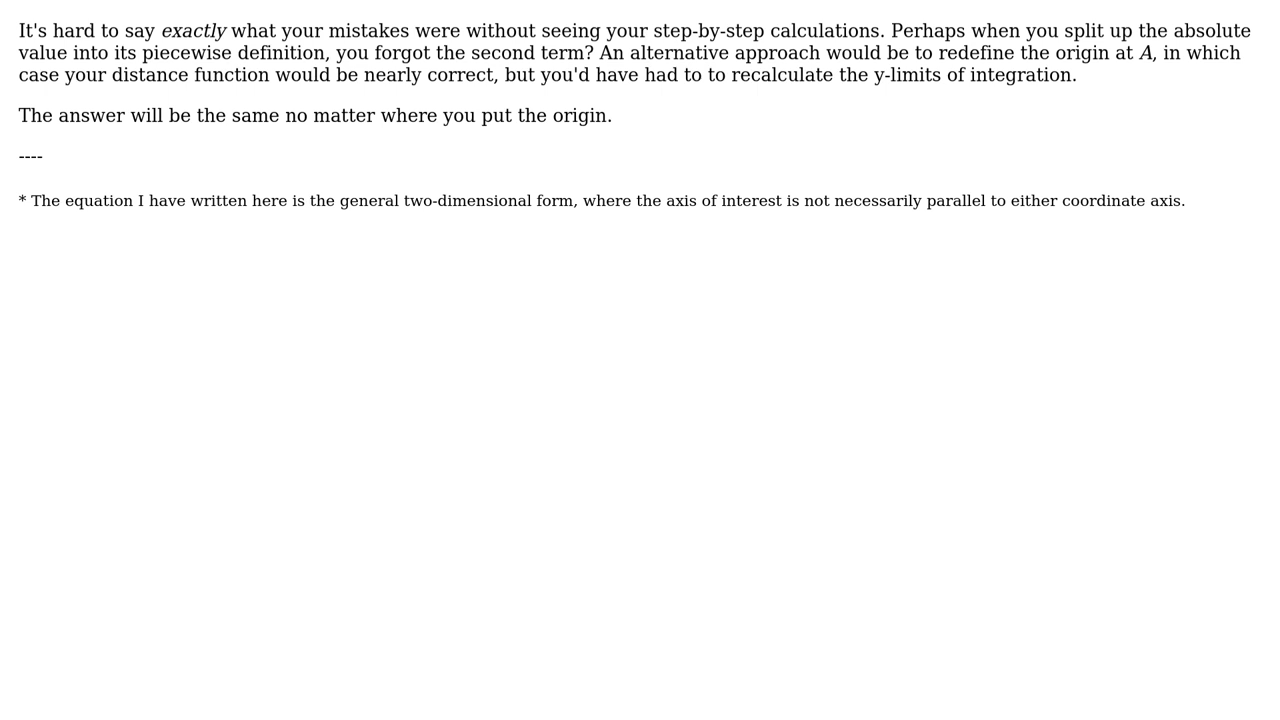 It's hard to say exactly what your mistakes were without seeing your step-by-step calculations. Perhaps when you split up the absolute
value into its piecewise definition, you forgot the second term? An alternative approach would be to redefine the origin at A, in which
case your distance function would be nearly correct, but you'd have had to to recalculate the y-limits of integration.
The answer will be the same no matter where you put the origin.
----
* The equation I have written here is the general two-dimensional form, where the axis of interest is not necessarily parallel to either coordinate axis.